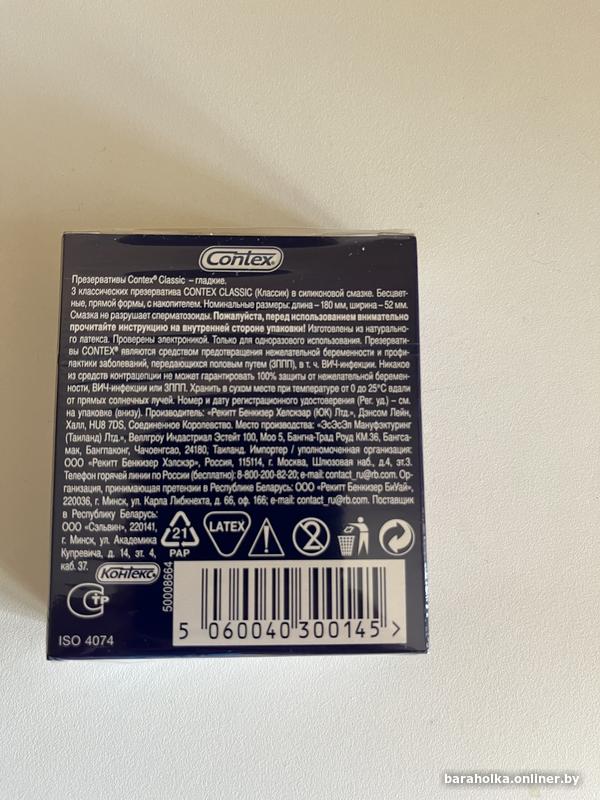 Contex®
Презервативы Contex® Classic – гладкие.
3 классических презерватива CONTEX CLASSIC (Классик) в силиконовой смазке. Бесцвет-
ные, прямой формы, с накопителем. Номинальные размеры: длина – 180 мм, ширина – 52 мм.
Смазка не разрушает сперматозоиды. Пожалуйста, перед использованием внимательно
прочитайте инструкцию на внутренней стороне упаковки! Изготовлены из натурально-
го латекса. Проверены электроникой. Только для одноразового использования. Презервати-
вы CONTEX® являются средством предотвращения нежелательной беременности и профи-
лактики заболеваний, передающихся половым путем (ЗППП), в т. ч. ВИЧ-инфекции. Никакое
из средств контрацепции не может гарантировать 100% защиты от нежелательной беремен-
ности, ВИЧ-инфекции или ЗППП. Хранить в сухом месте при температуре от 0 до 25°С вдали
от прямых солнечных лучей. Номер и дату регистрационного удостоверения (Рег. уд.) – см.
на упаковке (внизу). Производитель: «Рекитт Бенкизер Хелскэар (ЮК) Лтд.», Дэнсом Лейн,
Халл, HU8 7DS, Соединенное Королевство. Место производства: «ЭсЭсЭл Мануфэктуринг
(Таиланд) Лтд.», Веллгроу Индастриал Эстейт 100, Моо 5, Бангна-Трад Роуд КМ.36, Бангса-
мак, Бангпаконг, Чачоенгсао, 24180, Таиланд. Импортер / уполномоченная организация:
ООО «Рекитт Бенкизер Хэлскэр», Россия, 115114, г. Москва, Шлюзовая наб., д.4, эт.3.
Телефон горячей линии по России (бесплатно): 8-800-200-82-20; e-mail: contact_ru@rb.com. Ор-
ганизация, принимающая претензии в Республике Беларусь: ООО «Рекитт Бенкизер БиУай»,
220036, г. Минск, ул. Карла Либкнехта, д. 66, оф. 166; e-mail: contact_ru@rb.com. Поставщик
в Республику Беларусь:
ООО «Сэльвин», 220141,
г. Минск, ул. Академика
Купревича, д. 14, эт. 4,
каб. 37.
21
PAP
LATEX
2
Контекс
50008664
СТР
ISO 4074
5 060040 300145 >
baraholka.onliner.by